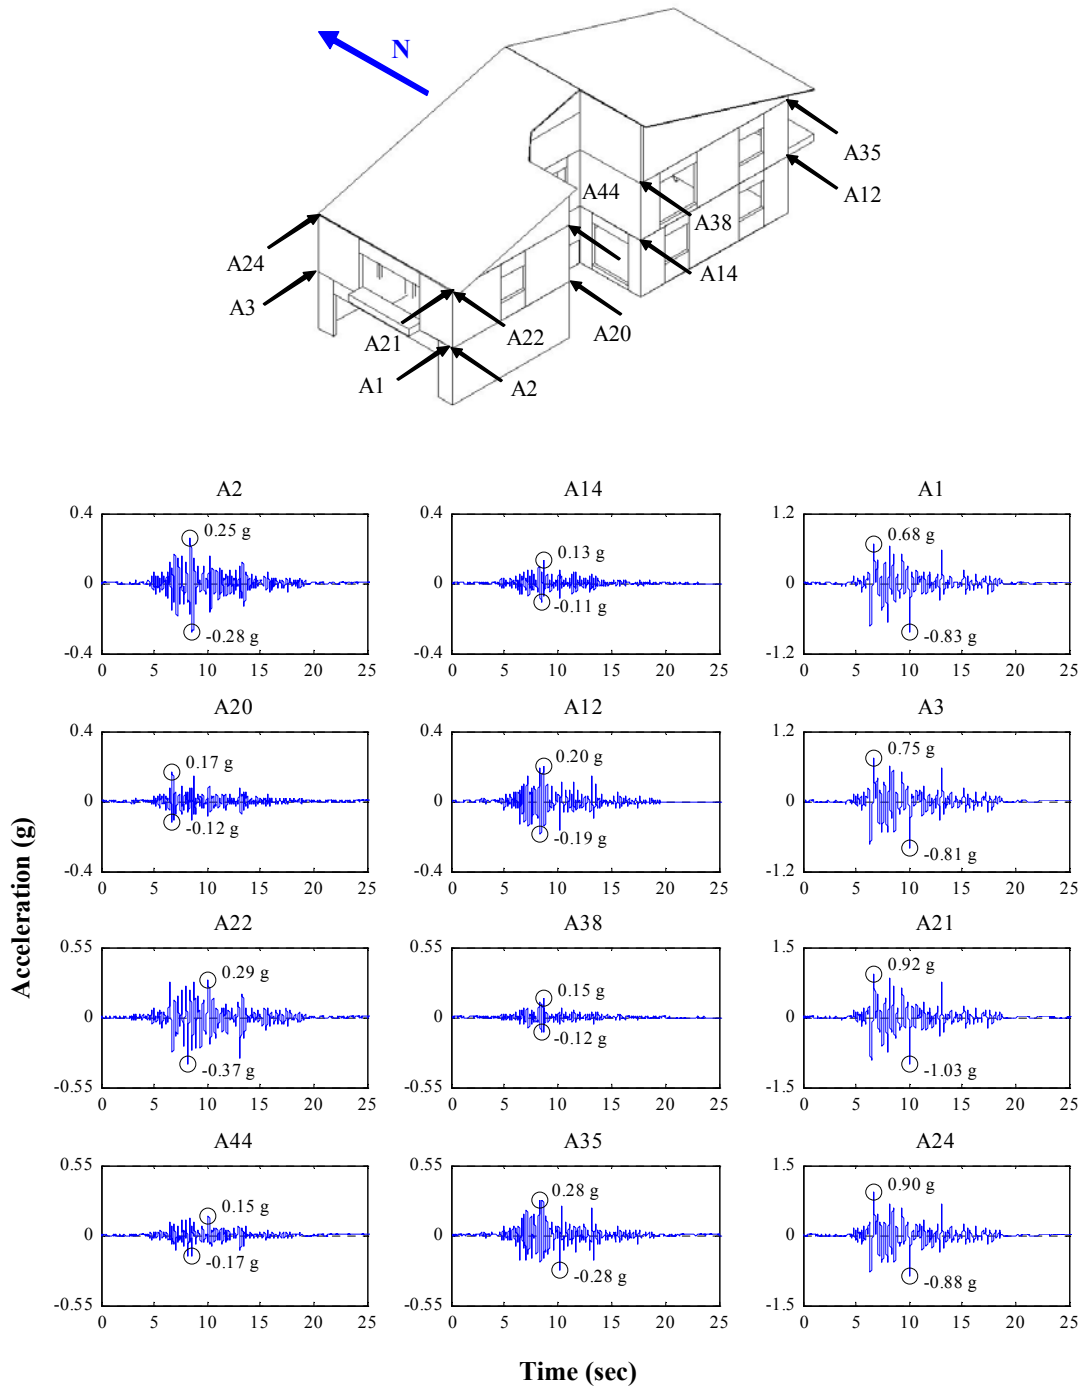 N
A35
A44
A12
A38
A24
A14
A3
A21
A22
A20
A1
A2
A2
A14
A1
0.4
0.25 g
0
-0.28 g
-0.4
0 5 10 15 20 25
0.4
0.13 g
0
-0.11 g
-0.4
0 5 10 15 20 25
1.2
0.68 g
0
-0.83 g
-1.2
0 5 10 15 20 25
A20
A12
A3
0.4
0.17 g
0
-0.12 g
-0.4
0 5 10 15 20 25
0.4
0.20 g
0
-0.19 g
-0.4
0 5 10 15 20 25
1.2
0.75 g
0
-0.81 g
-1.2
0 5 10 15 20 25
A22
A38
A21
0.55
0.29 g
0
-0.37 g
-0.55
0 5 10 15 20 25
0.55
0.15 g
0
-0.12 g
-0.55
0 5 10 15 20 25
1.5
0.92 g
0
-1.03 g
-1.5
0 5 10 15 20 25
A44
A35
A24
0.55
0.15 g
0
-0.17 g
-0.55
0 5 10 15 20 25
0.55
0.28 g
0
-0.28 g
-0.55
0 5 10 15 20 25
1.5
0.90 g
0
-0.88 g
-1.5
0 5 10 15 20 25
Acceleration (g)
Time (sec)